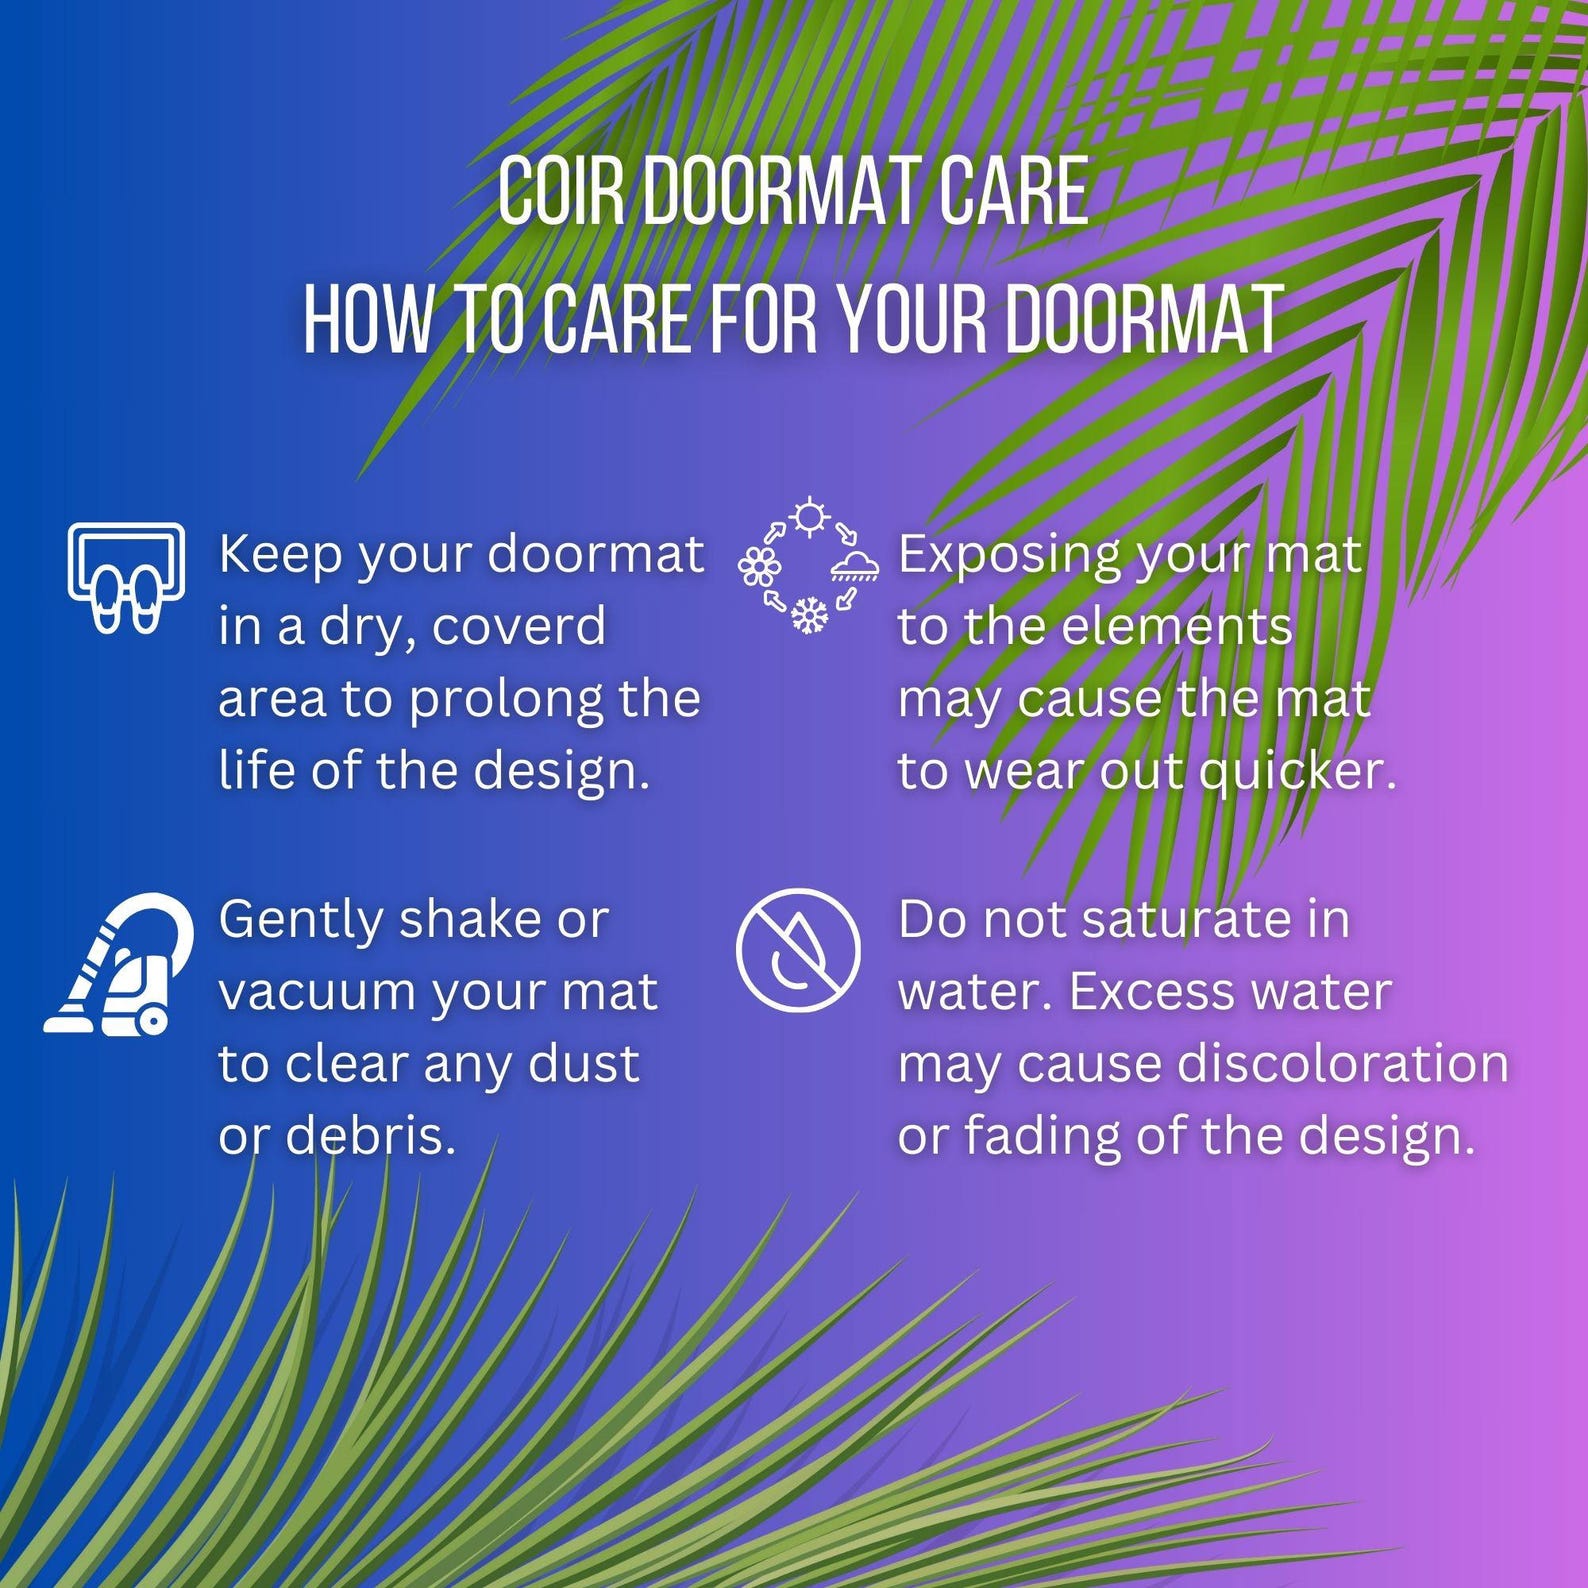 COIR DOORMAT CARE
HOW TO CARE FOR YOUR DOORMAT
Keep your doormat
in a dry, coverd
area to prolong the
life of the design.
Exposing your mat
to the elements
may cause the mat
to wear out quicker.
Gently shake or
vacuum your mat
to clear any dust
or debris.
Do not saturate in
water. Excess water
may cause discoloration
or fading of the design.